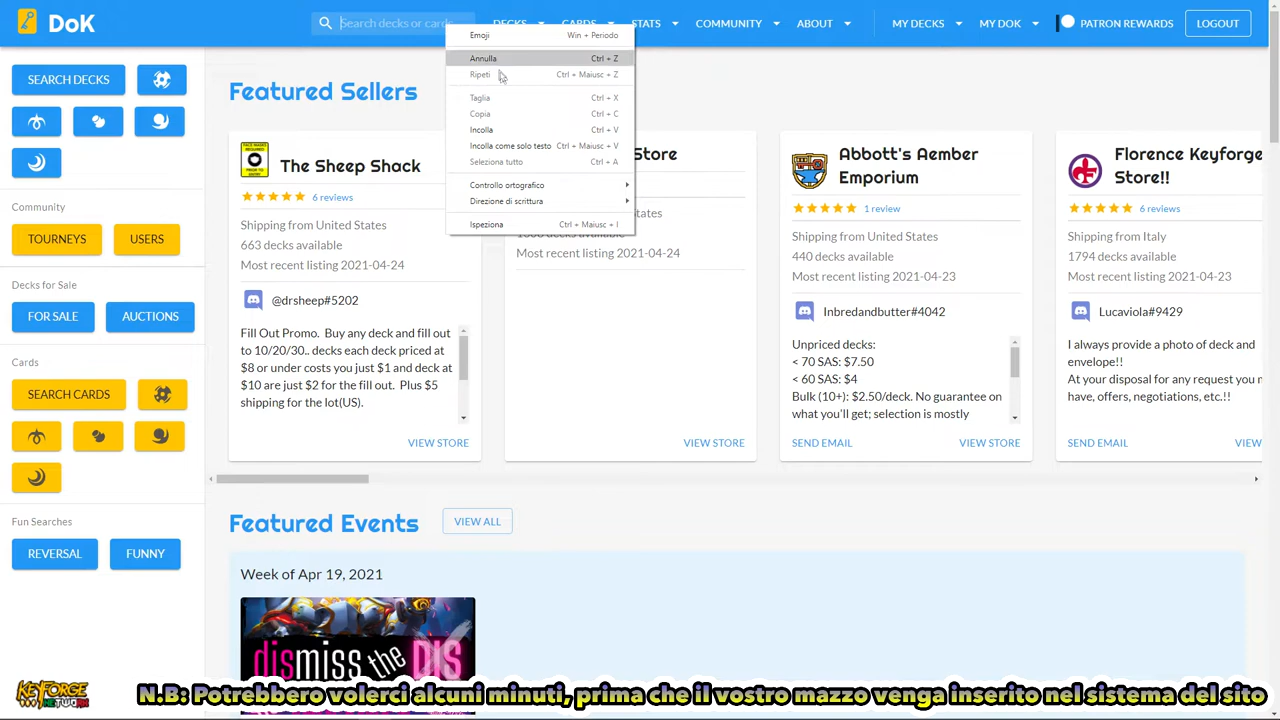 DoK
Search decks or cards
DECKS
CARDS
STATS
COMMUNITY
ABOUT
MY DECKS
MY DOK
PATRON REWARDS
LOGOUT
Emoji Win + Periodo
Annulla Ctrl + Z
Ripeti Ctrl + Maiusc + Z
Taglia Ctrl + X
Copia Ctrl + C
Incolla Ctrl + V
Incolla come solo testo Ctrl + Maiusc + V
Seleziona tutto Ctrl + A
Controllo ortografico
Direzione di scrittura
Ispeziona Ctrl + Maiusc + I
SEARCH DECKS
Community
TOURNEYS
USERS
Decks for Sale
FOR SALE
AUCTIONS
Cards
SEARCH CARDS
Fun Searches
REVERSAL
FUNNY
Featured Sellers
The Sheep Shack
6 reviews
Shipping from United States
663 decks available
Most recent listing 2021-04-24
@drsheep#5202
Fill Out Promo. Buy any deck and fill out
to 10/20/30.. decks each deck priced at
$8 or under costs you just $1 and deck at
$10 are just $2 for the fill out. Plus $5
shipping for the lot(US).
VIEW STORE
Store
States
decks available
Most recent listing 2021-04-24
VIEW STORE
Abbott's Aember
Emporium
1 review
Shipping from United States
440 decks available
Most recent listing 2021-04-23
Inbredandbutter#4042
Unpriced decks:
< 70 SAS: $7.50
< 60 SAS: $4
Bulk (10+): $2.50/deck. No guarantee on
what you'll get; selection is mostly
SEND EMAIL
VIEW STORE
Florence Keyforge
Store!!
6 reviews
Shipping from Italy
1794 decks available
Most recent listing 2021-04-23
Lucaviola#9429
I always provide a photo of deck and
envelope!!
At your disposal for any request you m
have, offers, negotiations, etc.!!
SEND EMAIL
VIEW
Featured Events
VIEW ALL
Week of Apr 19, 2021
dismiss the DIS
KEYFORGE
NETWORK
N.B: Potrebbero volerci alcuni minuti, prima che il vostro mazzo venga inserito nel sistema del sito